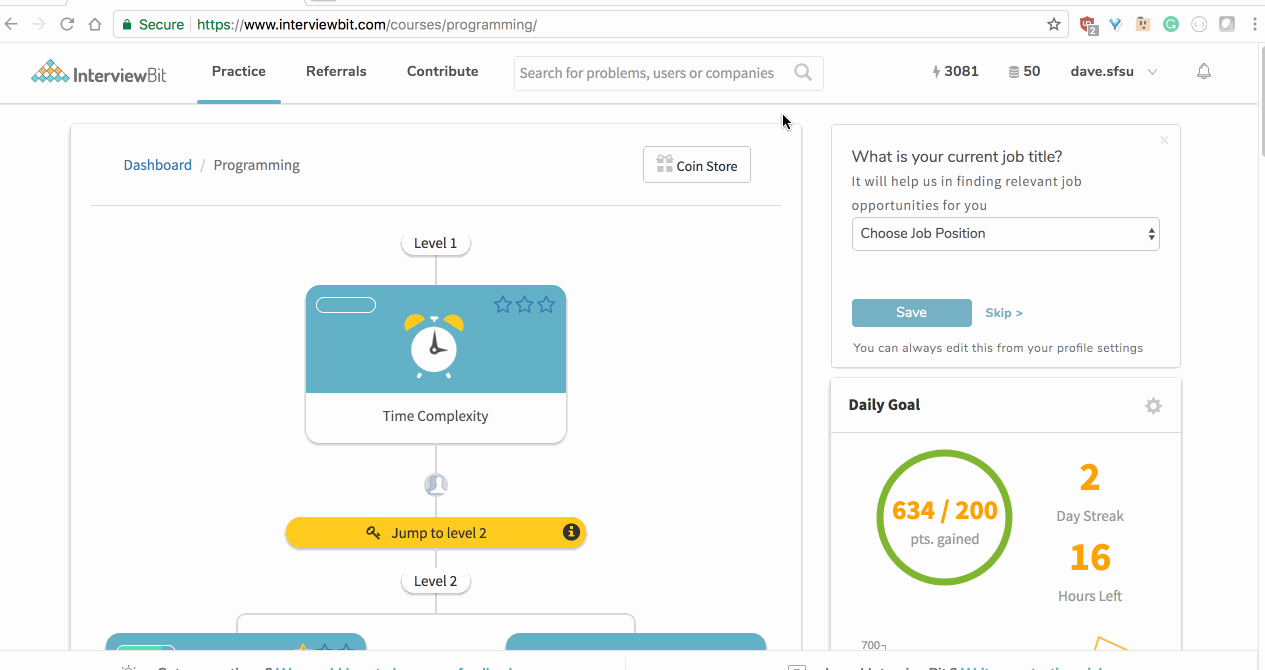 Secure https://www.interviewbit.com/courses/programming/
2
InterviewBit
Practice
Referrals
Contribute
Search for problems, users or companies
3081
50
dave.sfsu
Dashboard / Programming
Coin Store
Level 1
Time Complexity
Jump to level 2
Level 2
What is your current job title?
It will help us in finding relevant job
opportunities for you
Choose Job Position
Save
Skip >
You can always edit this from your profile settings
Daily Goal
634 / 200
pts. gained
2
Day Streak
16
Hours Left
700